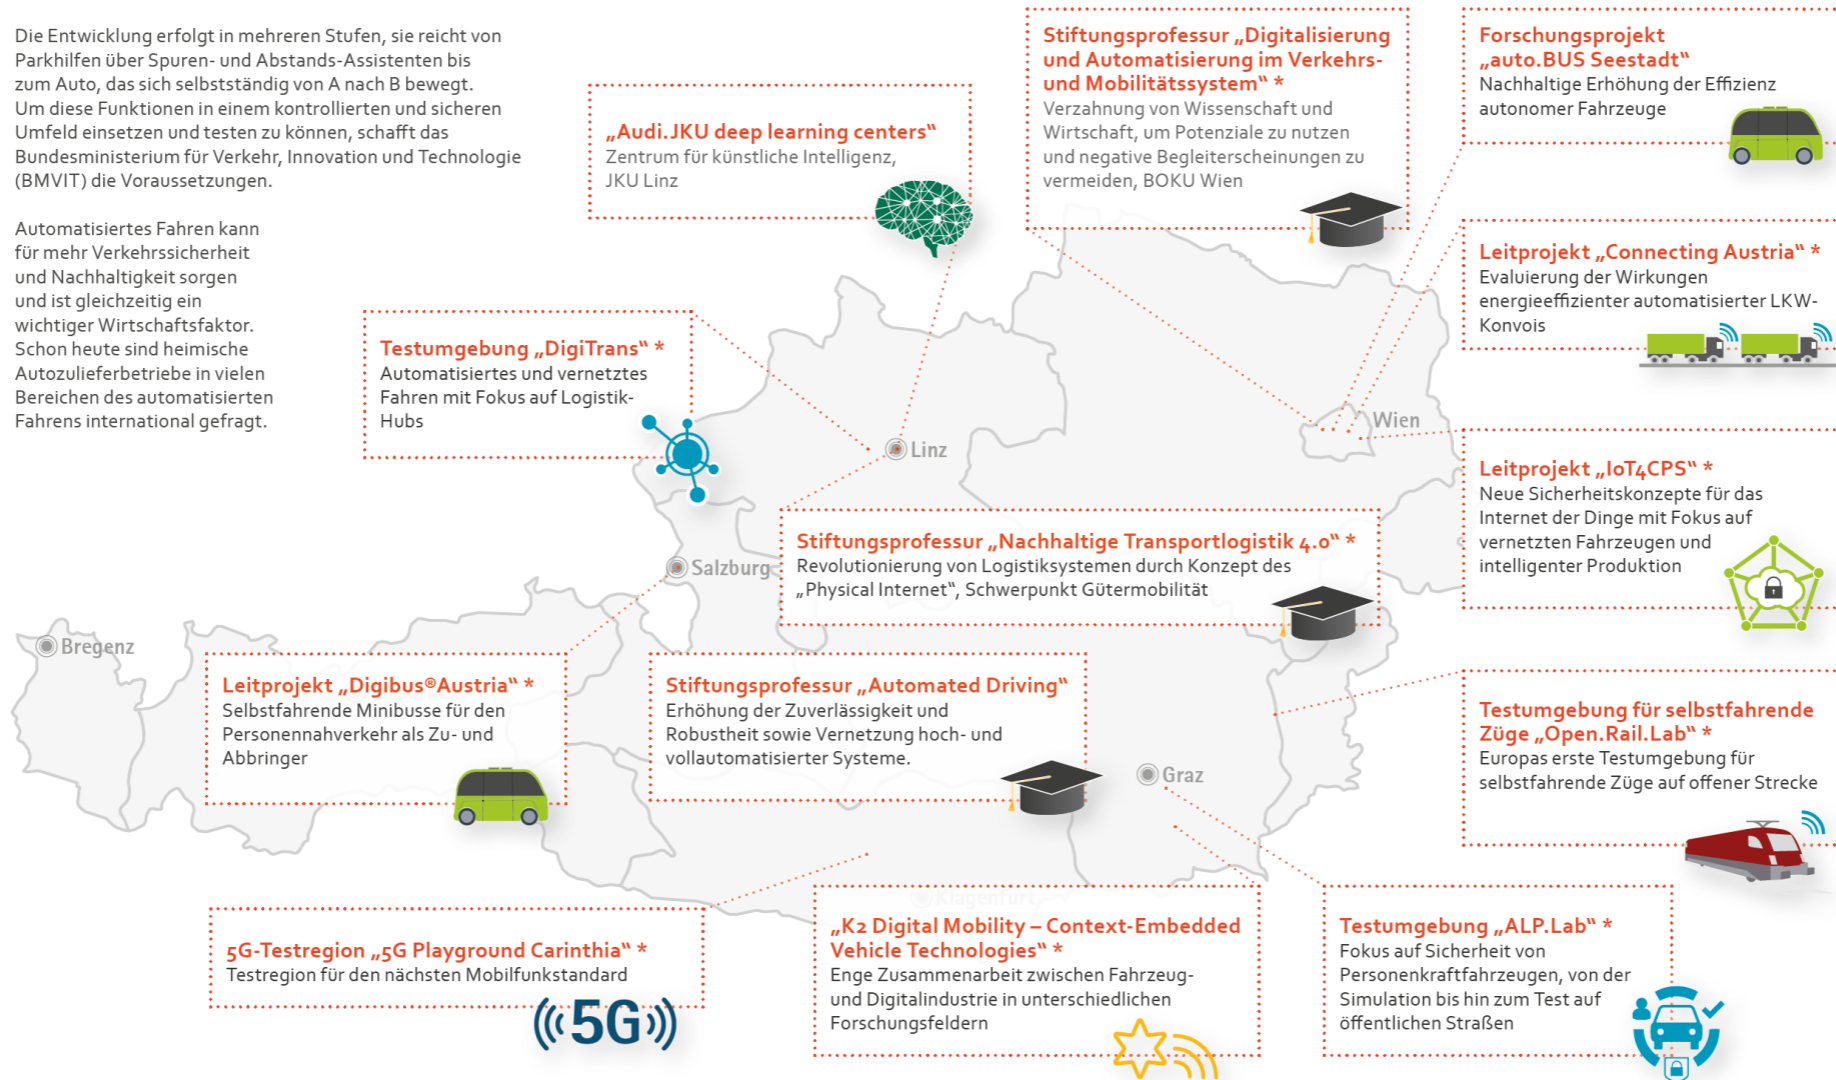 Die Entwicklung erfolgt in mehreren Stufen, sie reicht von
Parkhilfen über Spuren- und Abstands-Assistenten bis
zum Auto, das sich selbstständig von A nach B bewegt.
Um diese Funktionen in einem kontrollierten und sicheren
Umfeld einsetzen und testen zu können, schafft das
Bundesministerium für Verkehr, Innovation und Technologie
(BMVIT) die Voraussetzungen.
Automatisiertes Fahren kann
für mehr Verkehrssicherheit
und Nachhaltigkeit sorgen
und ist gleichzeitig ein
wichtiger Wirtschaftsfaktor.
Schon heute sind heimische
Autozulieferbetriebe in vielen
Bereichen des automatisierten
Fahrens international gefragt.
„Audi.JKU deep learning centers“
Zentrum für künstliche Intelligenz,
JKU Linz
Stiftungsprofessur „Digitalisierung
und Automatisierung im Verkehrs-
und Mobilitätssystem“ *
Verzahnung von Wissenschaft und
Wirtschaft, um Potenziale zu nutzen
und negative Begleiterscheinungen zu
vermeiden, BOKU Wien
Forschungsprojekt
„auto.BUS Seestadt“
Nachhaltige Erhöhung der Effizienz
autonomer Fahrzeuge
Leitprojekt „Connecting Austria“ *
Evaluierung der Wirkungen
energieeffizienter automatisierter LKW-
Konvois
Testumgebung „DigiTrans“ *
Automatisiertes und vernetztes
Fahren mit Fokus auf Logistik-
Hubs
Wien
Linz
Leitprojekt „IoT4CPS“ *
Neue Sicherheitskonzepte für das
Internet der Dinge mit Fokus auf
vernetzten Fahrzeugen und
intelligenter Produktion
Stiftungsprofessur „Nachhaltige Transportlogistik 4.0“ *
Revolutionierung von Logistiksystemen durch Konzept des
„Physical Internet“, Schwerpunkt Gütermobilität
Salzburg
Bregenz
Leitprojekt „Digibus®Austria“ *
Selbstfahrende Minibusse für den
Personennahverkehr als Zu- und
Abbringer
Stiftungsprofessur „Automated Driving“
Erhöhung der Zuverlässigkeit und
Robustheit sowie Vernetzung hoch- und
vollautomatisierter Systeme.
Graz
Testumgebung für selbstfahrende
Züge „Open.Rail.Lab“ *
Europas erste Testumgebung für
selbstfahrende Züge auf offener Strecke
Klagenfurt
5G-Testregion „5G Playground Carinthia“ *
Testregion für den nächsten Mobilfunkstandard
5G
„K2 Digital Mobility – Context-Embedded
Vehicle Technologies“ *
Enge Zusammenarbeit zwischen Fahrzeug-
und Digitalindustrie in unterschiedlichen
Forschungsfeldern
Testumgebung „ALP.Lab“ *
Fokus auf Sicherheit von
Personenkraftfahrzeugen, von der
Simulation bis hin zum Test auf
öffentlichen Straßen